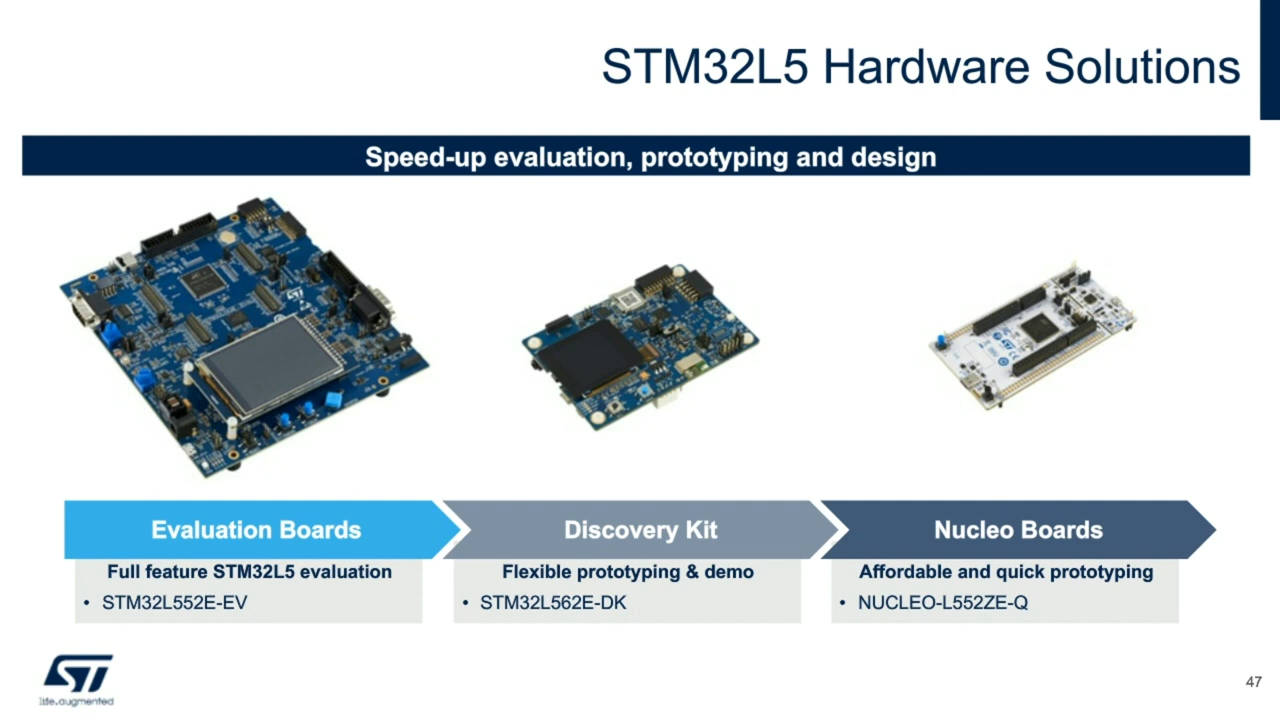 STM32L5 Hardware Solutions
Speed-up evaluation, prototyping and design
Evaluation Boards
Discovery Kit
Nucleo Boards
Full feature STM32L5 evaluation
• STM32L552E-EV
Flexible prototyping & demo
• STM32L562E-DK
Affordable and quick prototyping
• NUCLEO-L552ZE-Q
ST
life.augmented
47